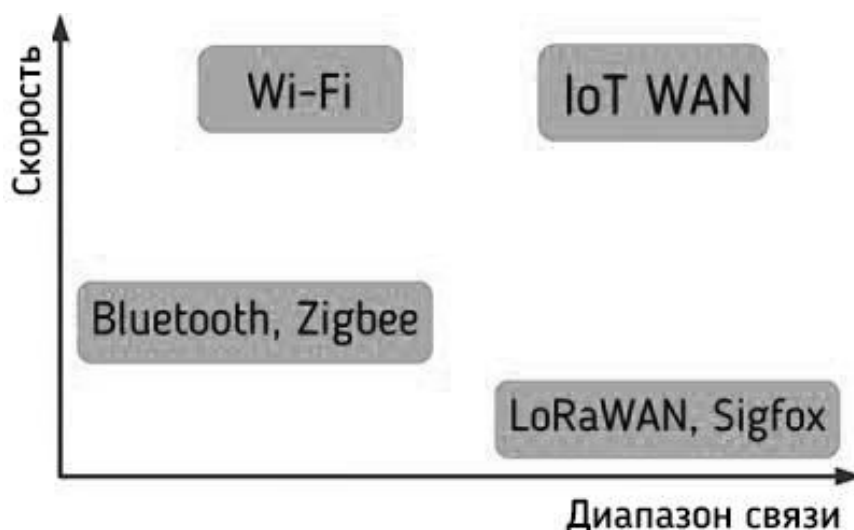 Скорость
Wi-Fi
IoT WAN
Bluetooth, Zigbee
LoRaWAN, Sigfox
Диапазон связи